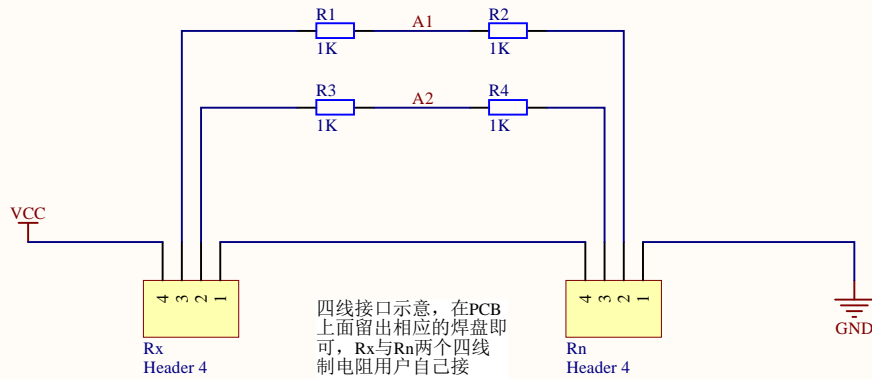 R1
A1
R2
1K
1K
R3
A2
R4
1K
1K
VCC
4
3
2
1
4
3
2
1
Rx
Header 4
四线接口示意，在PCB
上面留出相应的焊盘即
可，Rx与Rn两个四线
制电阻用户自己接
Rn
Header 4
GND